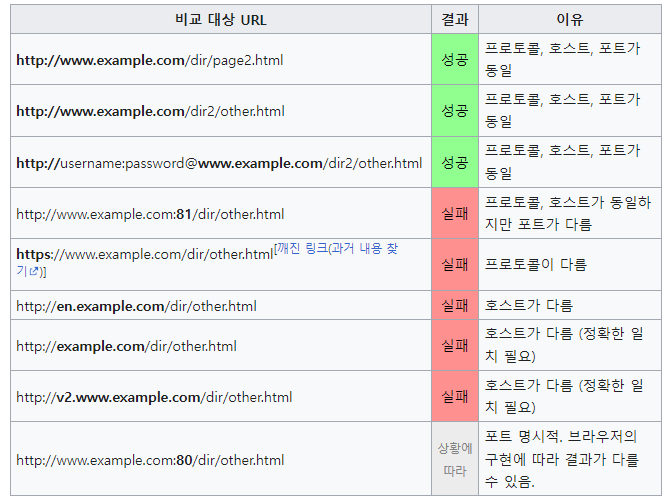 비교 대상 URL 결과 이유
http://www.example.com/dir/page2.html 성공 프로토콜, 호스트, 포트가
동일
http://www.example.com/dir2/other.html 성공 프로토콜, 호스트, 포트가
동일
http://username:password@www.example.com/dir2/other.html 성공 프로토콜, 호스트, 포트가
동일
http://www.example.com:81/dir/other.html 실패 프로토콜, 호스트가 동일하
지만 포트가 다름
https://www.example.com/dir/other.html[깨진 링크(과거 내용 찾
기)] 실패 프로토콜이 다름
http://en.example.com/dir/other.html 실패 호스트가 다름
http://example.com/dir/other.html 실패 호스트가 다름 (정확한 일
치 필요)
http://v2.www.example.com/dir/other.html 실패 호스트가 다름 (정확한 일
치 필요)
http://www.example.com:80/dir/other.html 상황에
따라 포트 명시적. 브라우저의
구현에 따라 결과가 다를
수 있음.